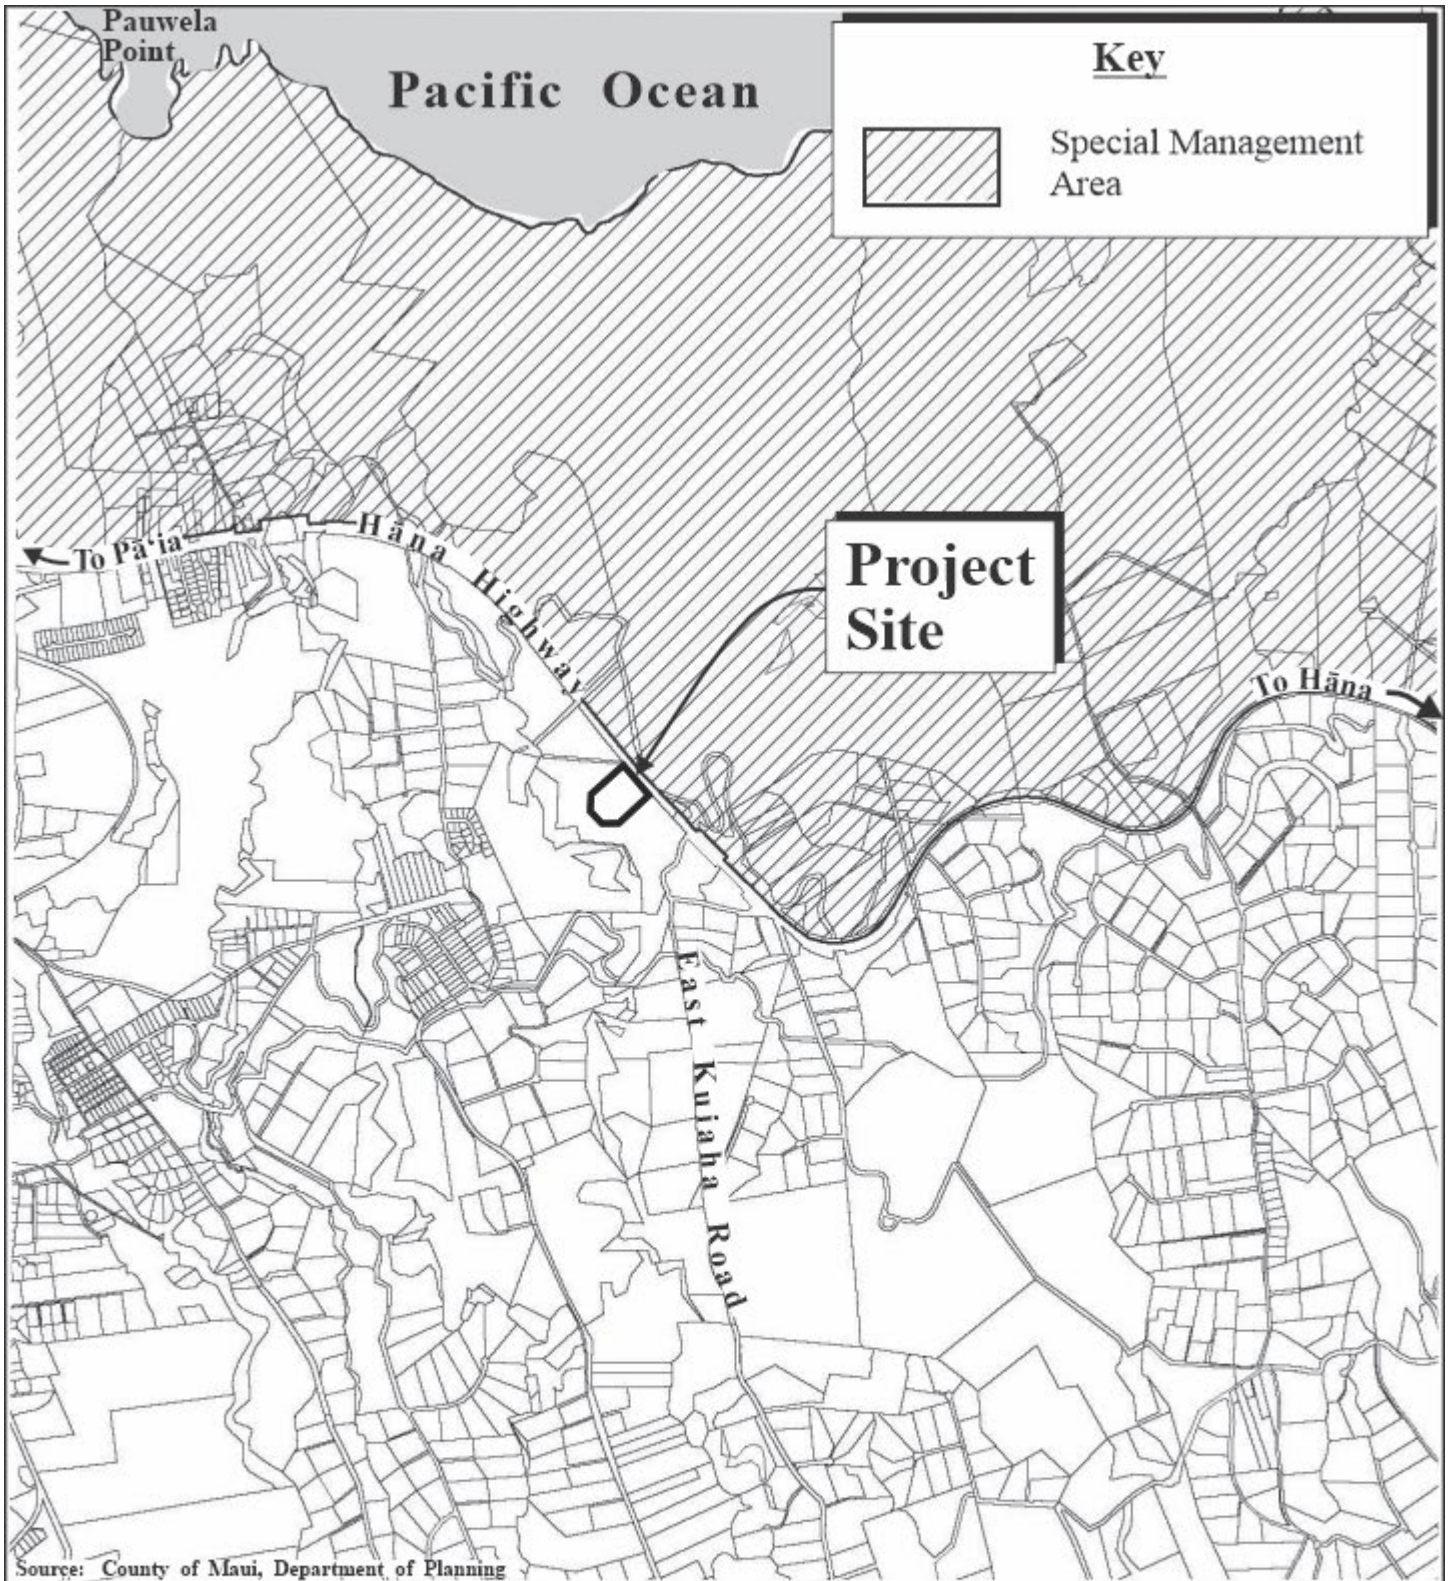 Pauwela
Point
Pacific Ocean
Key
Special Management
Area
To Pā‘ia
Hāna Highway
Project
Site
To Hāna
East Kuiaha Road
Source: County of Maui, Department of Planning